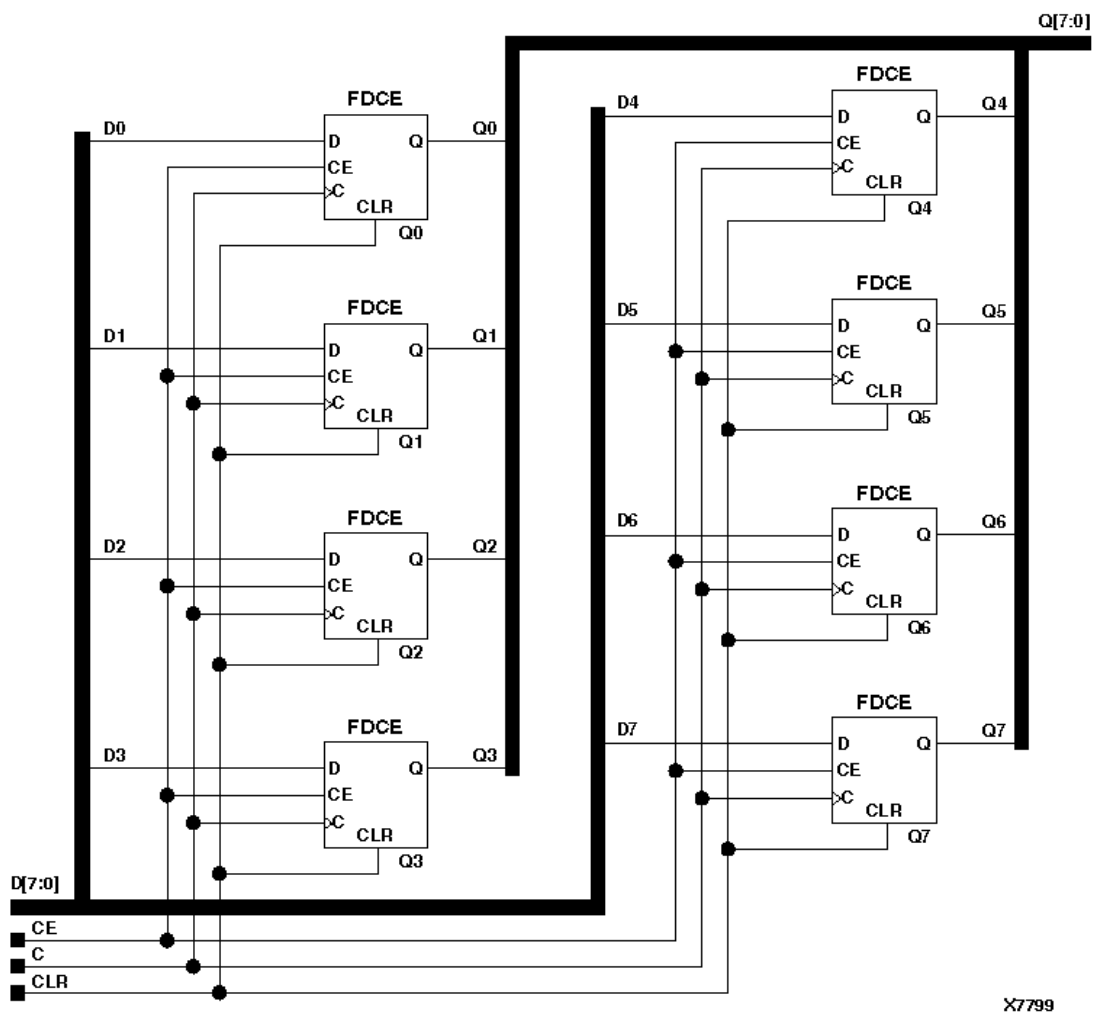 Q[7:0]
FDCE
D4
D
Q
Q4
CE
C
CLR
Q4
FDCE
D0
D
Q
Q0
CE
C
CLR
Q0
FDCE
D5
D
Q
Q5
CE
C
CLR
Q5
FDCE
D1
D
Q
Q1
CE
C
CLR
Q1
FDCE
D6
D
Q
Q6
CE
C
CLR
Q6
FDCE
D2
D
Q
Q2
CE
C
CLR
Q2
FDCE
D7
D
Q
Q7
CE
C
CLR
Q7
FDCE
D3
D
Q
Q3
CE
C
CLR
Q3
D[7:0]
CE
C
CLR
X7799